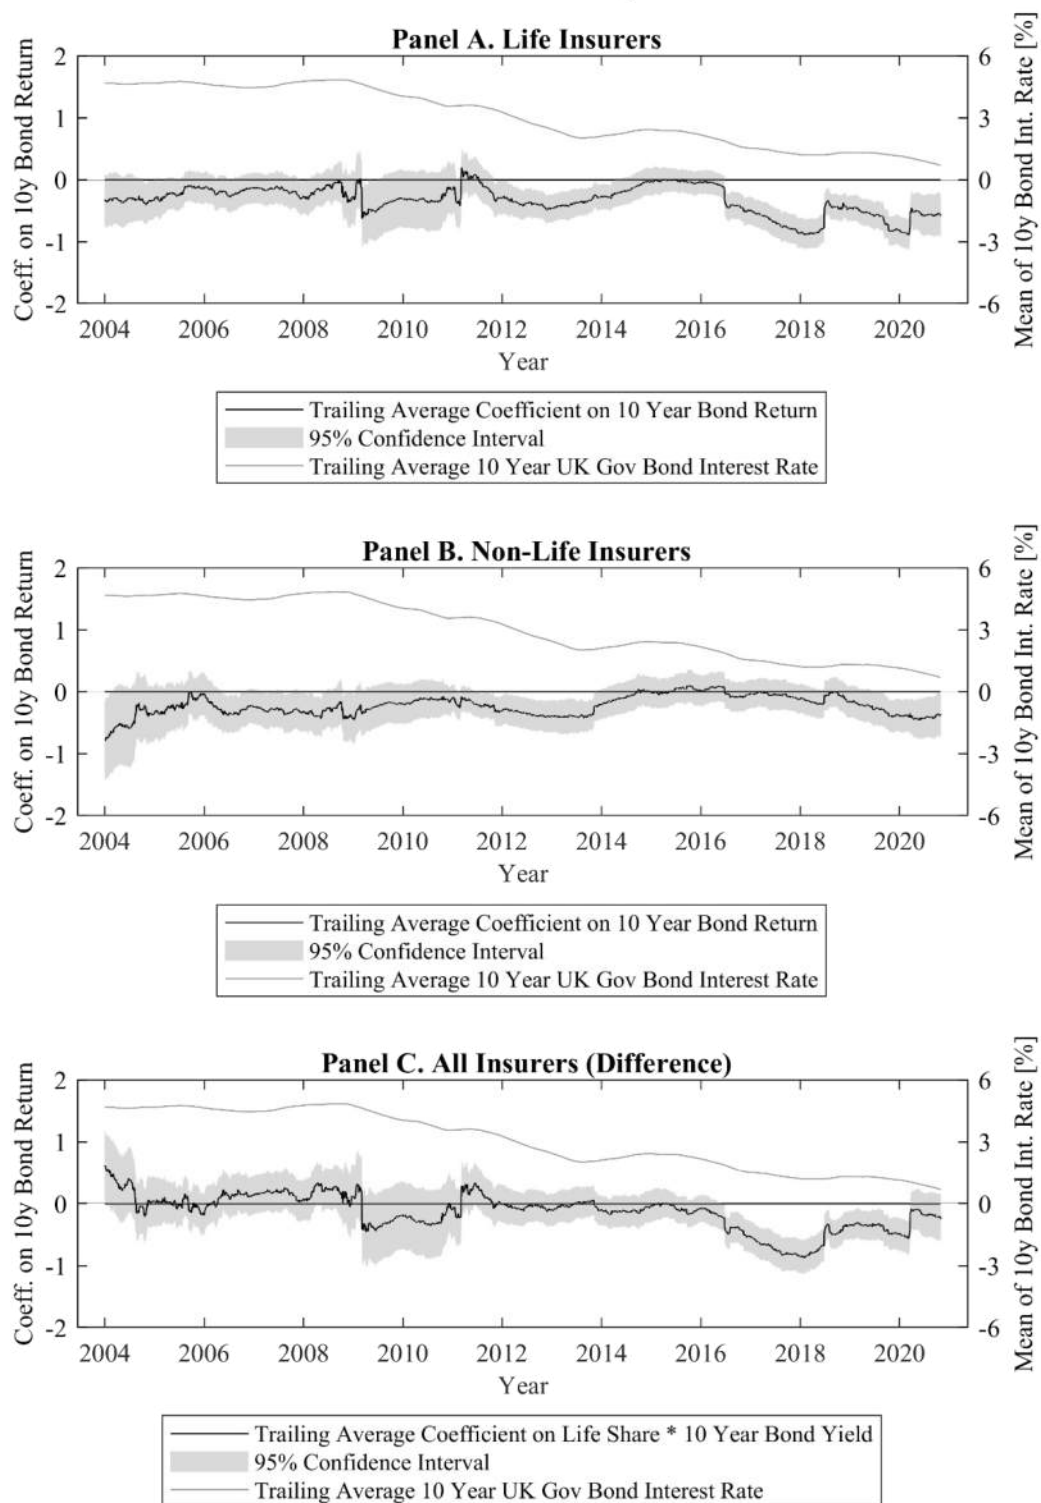 Panel A. Life Insurers
Coeff. on 10y Bond Return
2
1
0
-1
-2
Mean of 10y Bond Int. Rate [%]
6
3
0
-3
-6
2004 2006 2008 2010 2012 2014 2016 2018 2020
Year
Trailing Average Coefficient on 10 Year Bond Return
95% Confidence Interval
Trailing Average 10 Year UK Gov Bond Interest Rate
Panel B. Non-Life Insurers
Coeff. on 10y Bond Return
2
1
0
-1
-2
Mean of 10y Bond Int. Rate [%]
6
3
0
-3
-6
2004 2006 2008 2010 2012 2014 2016 2018 2020
Year
Trailing Average Coefficient on 10 Year Bond Return
95% Confidence Interval
Trailing Average 10 Year UK Gov Bond Interest Rate
Panel C. All Insurers (Difference)
Coeff. on 10y Bond Return
2
1
0
-1
-2
Mean of 10y Bond Int. Rate [%]
6
3
0
-3
-6
2004 2006 2008 2010 2012 2014 2016 2018 2020
Year
Trailing Average Coefficient on Life Share * 10 Year Bond Yield
95% Confidence Interval
Trailing Average 10 Year UK Gov Bond Interest Rate